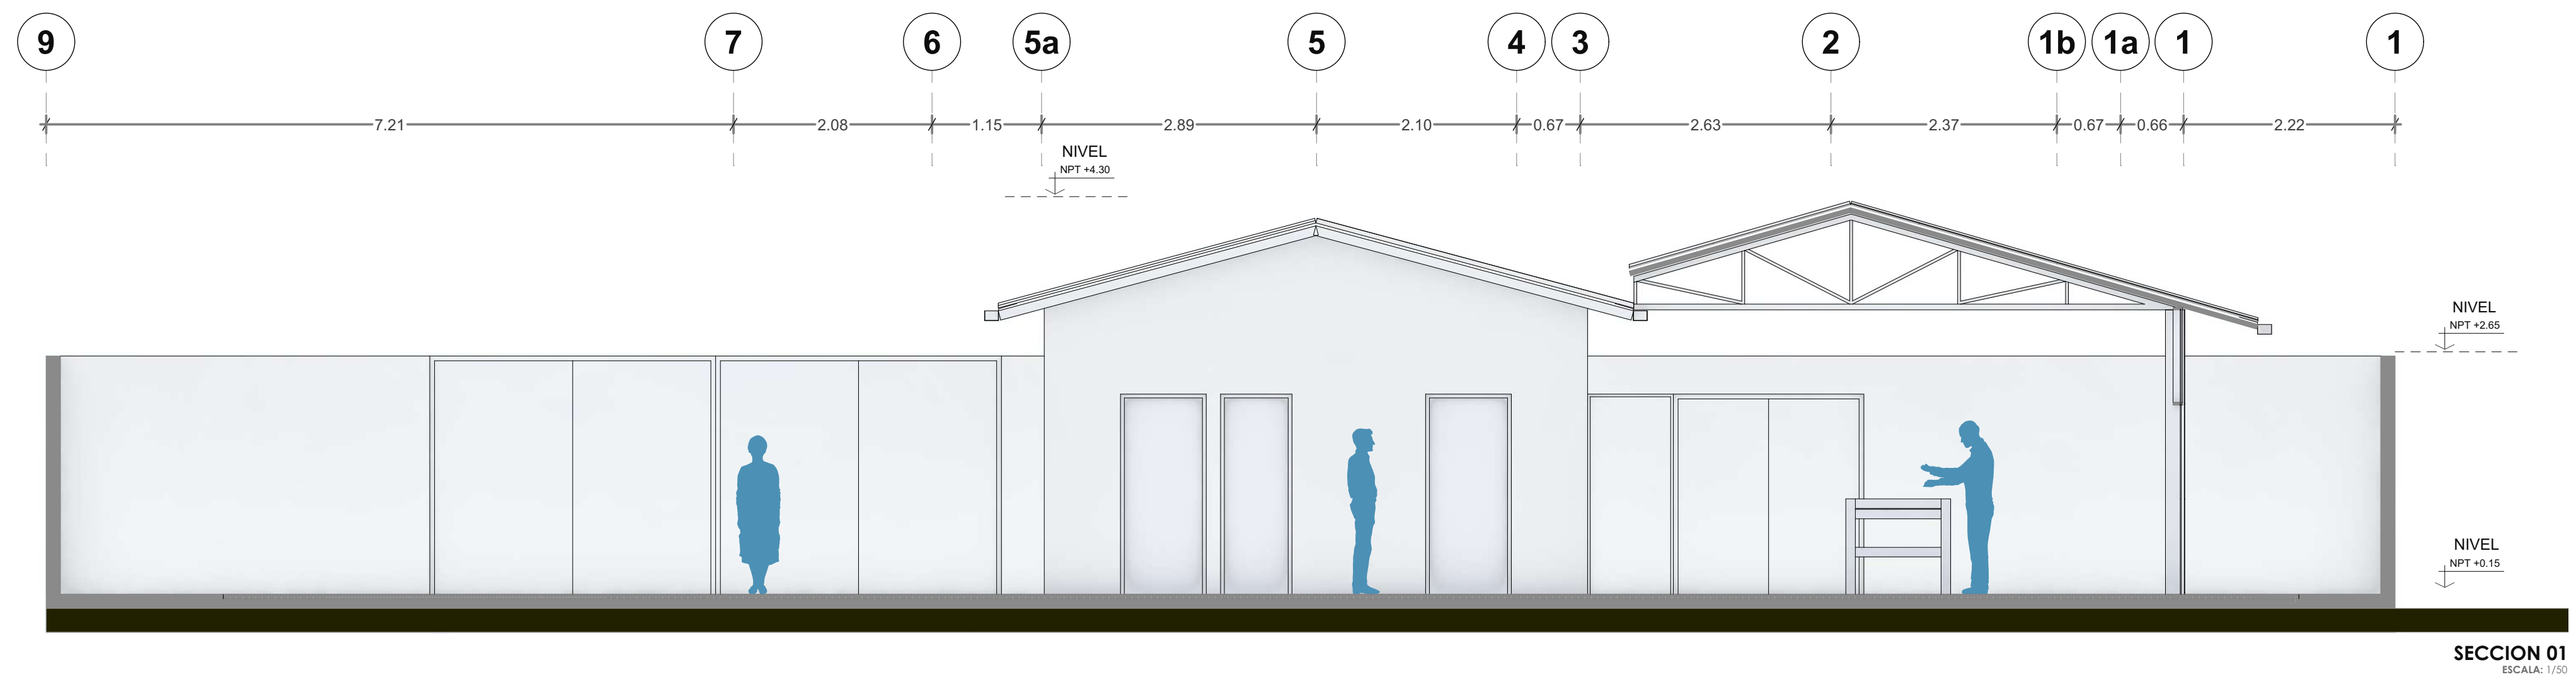 9 7 6 5a 5 4 3 2 1b 1a 1 1
7.21 2.08 1.15 2.89 2.10 0.67 2.63 2.37 0.67 0.66 2.22
NIVEL
NPT +4.30
NIVEL
NPT +2.65
NIVEL
NPT +0.15
SECCION 01
ESCALA: 1/50